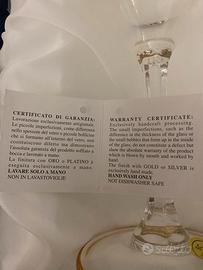 CERTIFICATO DI GARANZIA:
Lavorazione esclusivamente artigianale.
Le piccole imperfezioni, come differenza
nello spessore del vetro e piccole bollicine
che si formano all'interno del vetro, non
costituiscono difetto ma dimostrano
l'assoluta garanzia del prodotto soffiato a
bocca e lavorato a mano.
La finitura con ORO o PLATINO è
eseguita esclusivamente a mano.
LAVARE SOLO A MANO
NON IN LAVASTOVIGLIE
WARRANTY CERTIFICATE:
Exclusively handcraft processing.
The small imperfections, such as the
difference in the thickness of the glass or
the small bubbles that form up in the inside
of the glass, do not constitute a defect but
show the absolute warranty of the product
which is blown by mouth and worked by
hand.
The finish with GOLD or SILVER is
exclusively hand made.
HAND WASH ONLY
NOT DISHWASHER SAFE
subito